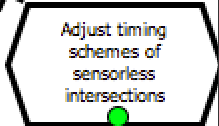 Adjust timing
schemes of
sensorless
intersections